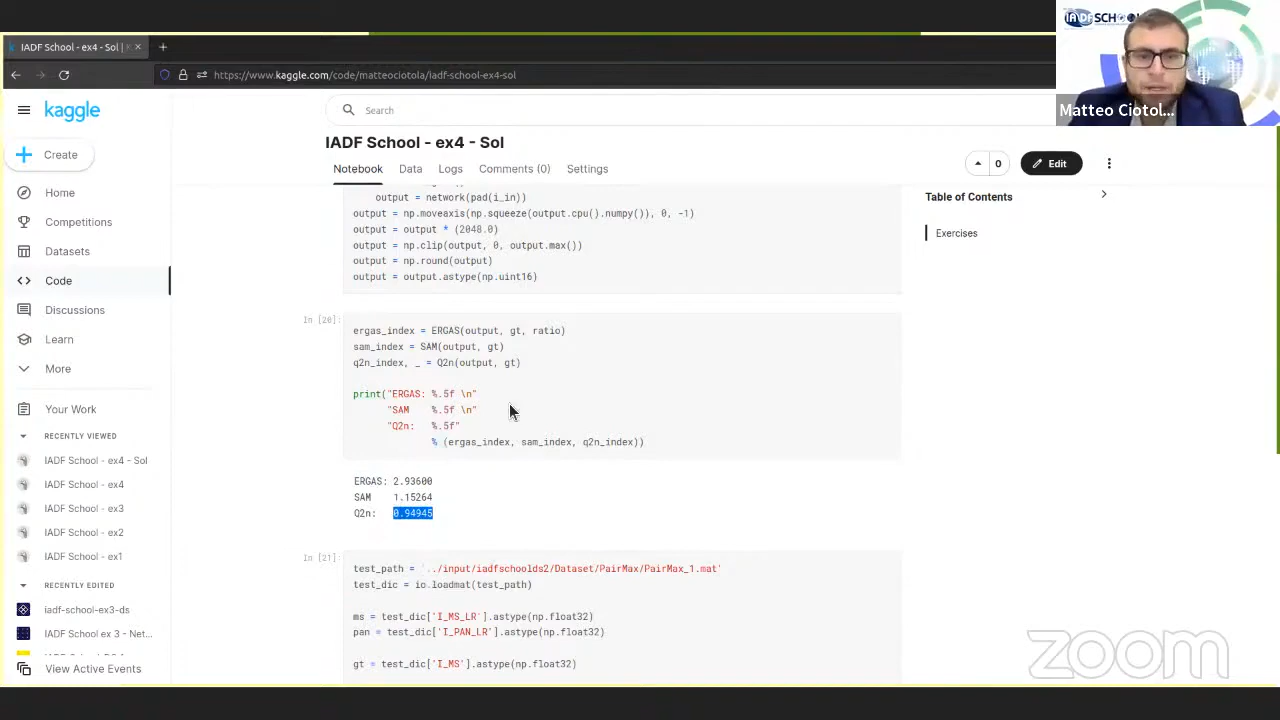 IADF School - ex4 - Sol |
https://www.kaggle.com/code/matteociotola/iadf-school-ex4-sol
IADFSCHOOL
Matteo Ciotol...
kaggle
Search
Create
Home
Competitions
Datasets
Code
Discussions
Learn
More
Your Work
RECENTLY VIEWED
IADF School - ex4 - Sol
IADF School - ex4
IADF School - ex3
IADF School - ex2
IADF School - ex1
RECENTLY EDITED
iadf-school-ex3-ds
IADF School ex 3 - Net...
View Active Events
IADF School - ex4 - Sol
0
Edit
Notebook
Data
Logs
Comments (0)
Settings
Table of Contents
Exercises
output = network(pad(i_in))
output = np.moveaxis(np.squeeze(output.cpu().numpy()), 0, -1)
output = output * (2048.0)
output = np.clip(output, 0, output.max())
output = np.round(output)
output = output.astype(np.uint16)
In [20]:
ergas_index = ERGAS(output, gt, ratio)
sam_index = SAM(output, gt)
q2n_index, _ = Q2n(output, gt)
print("ERGAS: %.5f \n"
"SAM %.5f \n"
"Q2n: %.5f"
% (ergas_index, sam_index, q2n_index))
ERGAS: 2.93600
SAM 1.15264
Q2n: 0.94945
In [21]:
test_path = '../input/iadfschoolds2/Dataset/PairMax/PairMax_1.mat'
test_dic = io.loadmat(test_path)
ms = test_dic['I_MS_LR'].astype(np.float32)
pan = test_dic['I_PAN_LR'].astype(np.float32)
gt = test_dic['I_MS'].astype(np.float32)
zoom